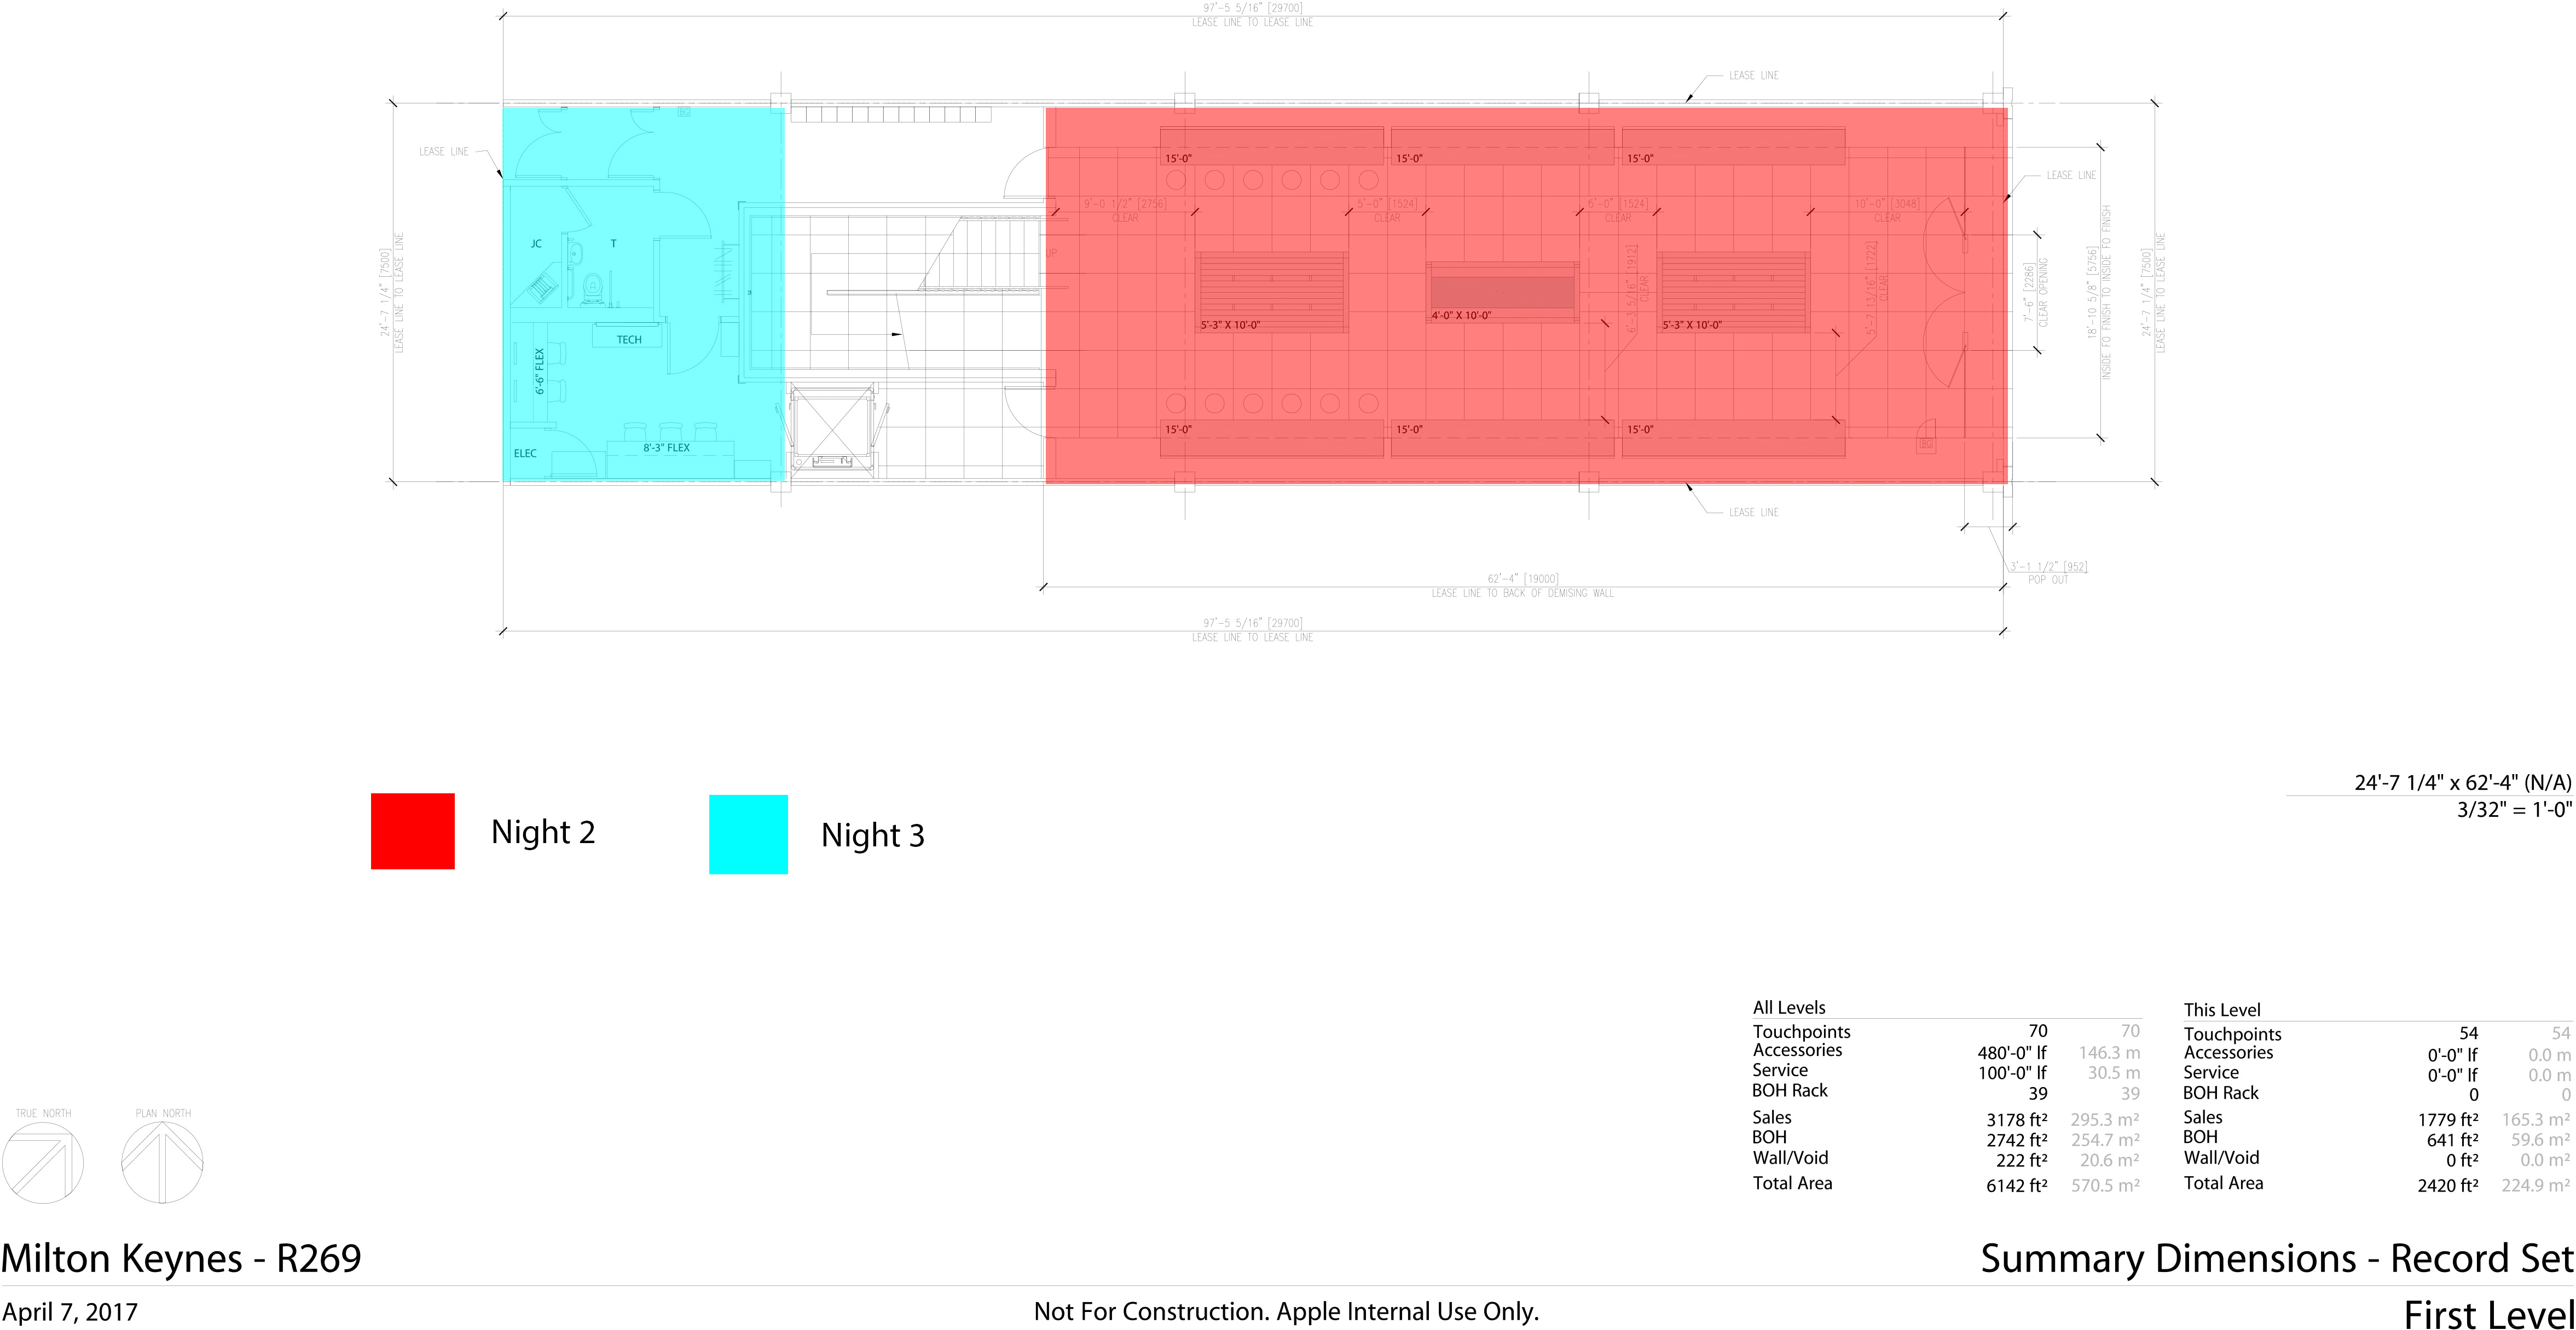 97'-5 5/16" [29700]
LEASE LINE TO LEASE LINE
LEASE LINE
LEASE LINE
LEASE LINE
24'-7 1/4" [7500]
LEASE LINE TO LEASE LINE
JC
T
TECH
6'-6" FLEX
8'-3" FLEX
ELEC
UP
15'-0"
15'-0"
15'-0"
9'-0 1/2" [2756]
CLEAR
5'-0" [1524]
CLEAR
CLEAR
10'-0" [3048]
CLEAR
5'-3" X 10'-0"
4'-0" X 10'-0"
5'-3" X 10'-0"
6'-3 5/16" [1912]
CLEAR
5'-7 13/16" [1722]
CLEAR
15'-0"
15'-0"
15'-0"
BG
7'-6" [2286]
CLEAR OPENING
18'-10 5/8" [5756]
INSIDE FO FINISH TO INSIDE FO FINISH
24'-7 1/4" [7500]
LEASE LINE TO LEASE LINE
LEASE LINE
3'-1 1/2" [952]
POP OUT
62'-4" [19000]
LEASE LINE TO BACK OF DEMISING WALL
97'-5 5/16" [29700]
LEASE LINE TO LEASE LINE
Night 2
Night 3
24'-7 1/4" x 62'-4" (N/A)
3/32" = 1'-0"
All Levels
Touchpoints 70 70
Accessories 480'-0" lf 146.3 m
Service 100'-0" lf 30.5 m
BOH Rack 39 39
Sales 3178 ft² 295.3 m²
BOH 2742 ft² 254.7 m²
Wall/Void 222 ft² 20.6 m²
Total Area 6142 ft² 570.5 m²
This Level
Touchpoints 54 54
Accessories 0'-0" lf 0.0 m
Service 0'-0" lf 0.0 m
BOH Rack 0 0
Sales 1779 ft² 165.3 m²
BOH 641 ft² 59.6 m²
Wall/Void 0 ft² 0.0 m²
Total Area 2420 ft² 224.9 m²
TRUE NORTH
PLAN NORTH
Milton Keynes - R269
Summary Dimensions - Record Set
April 7, 2017
Not For Construction. Apple Internal Use Only.
First Level